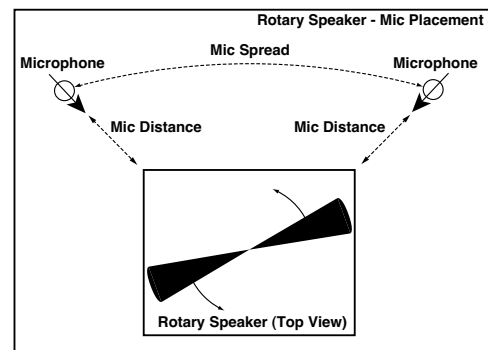 Rotary Speaker - Mic Placement
Mic Spread
Microphone
Microphone
Mic Distance
Mic Distance
Rotary Speaker (Top View)